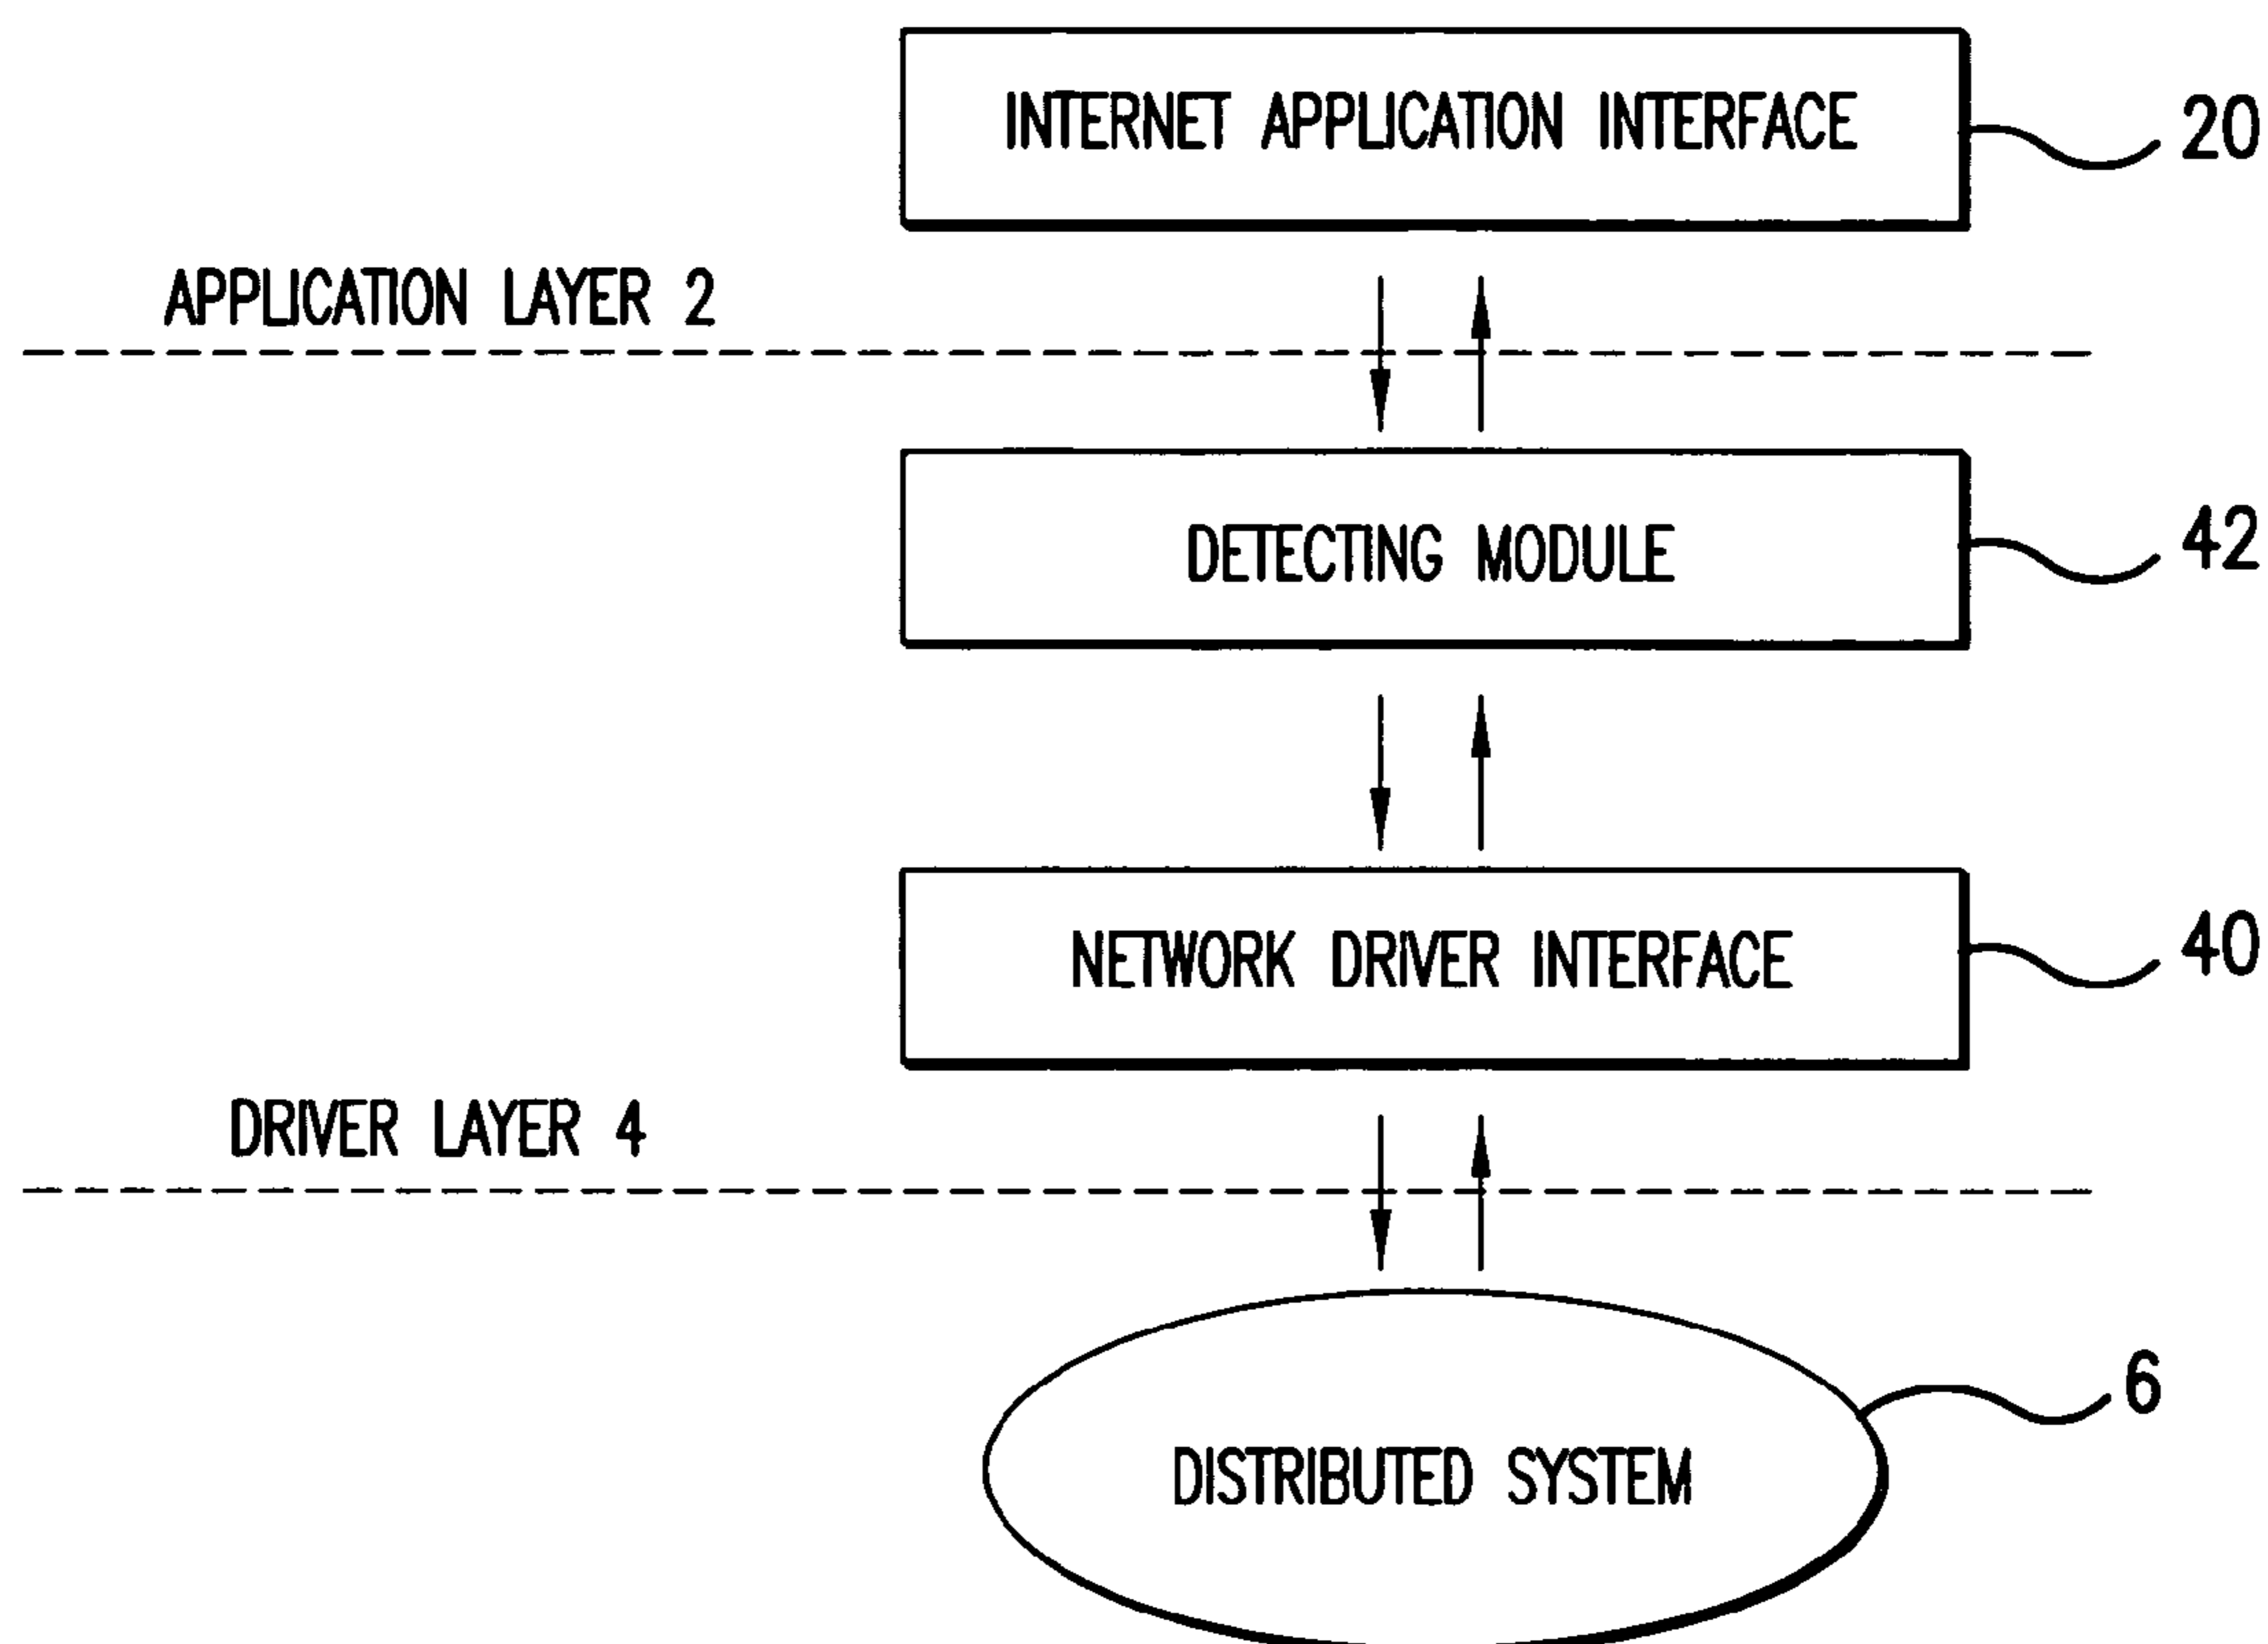 INTERNET APPLICATION INTERFACE
20
APPLICATION LAYER 2
DETECTING MODULE
42
NETWORK DRIVER INTERFACE
40
DRIVER LAYER 4
6
DISTRIBUTED SYSTEM